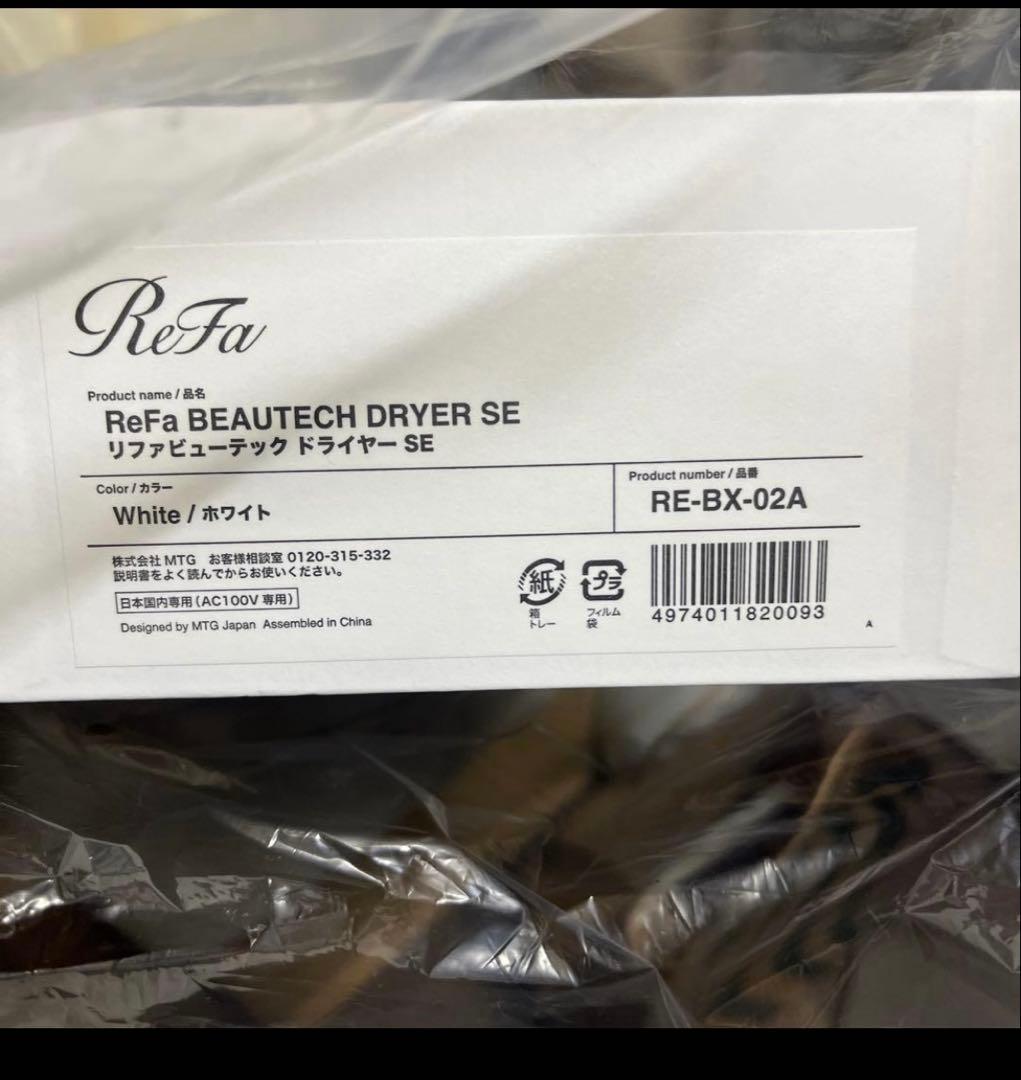 ReFa
Product name / 品名
ReFa BEAUTECH DRYER SE
リファビューテック ドライヤー SE
Color / カラー
White / ホワイト
Product number / 品番
RE-BX-02A
株式会社 MTG お客様相談室 0120-315-332
説明書をよく読んでからお使いください。
日本国内専用(AC100V 専用)
Designed by MTG Japan Assembled in China
紙
箱
トレー
プラ
フィルム
袋
4974011820093
A